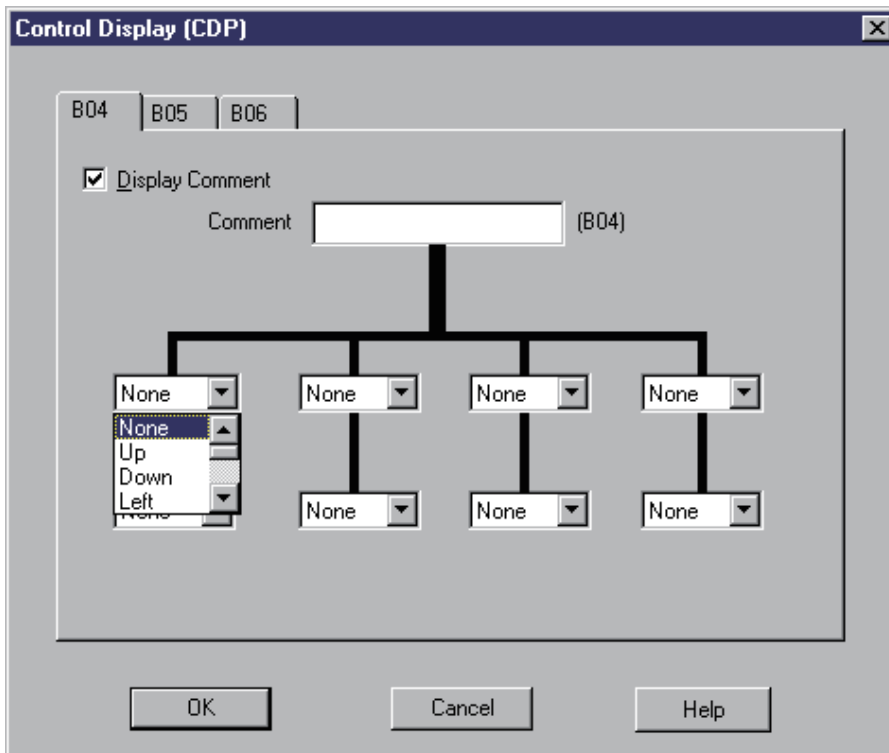 Control Display (CDP)
B04 B05 B06
Display Comment
Comment (B04)
None None None None
None
Up
Down
Left
None None None None
OK Cancel Help